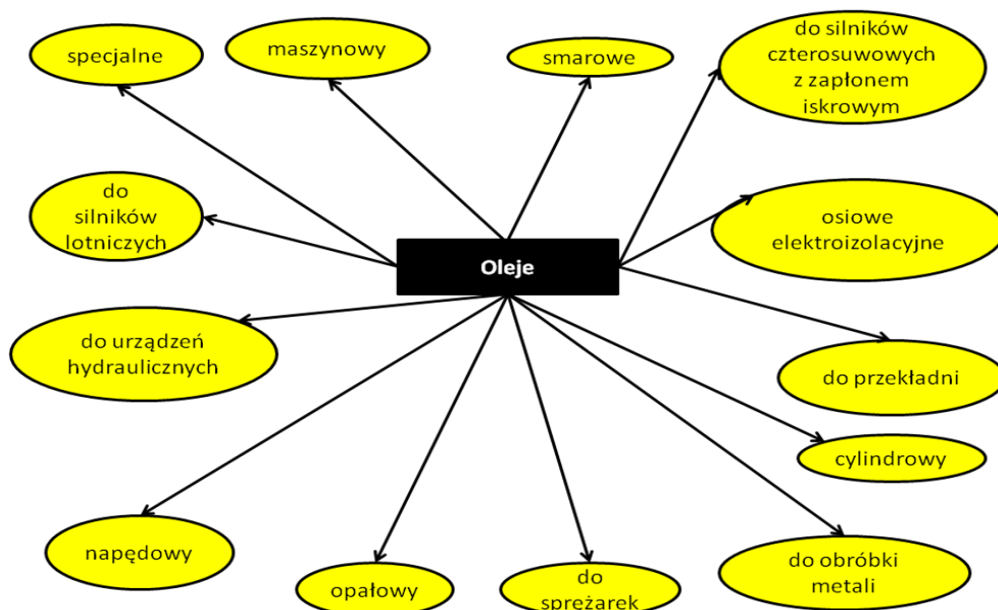 specjalne
maszynowy
smarowe
do silników
czterosuwowych
z zapłonem
iskrowym
do
silników
lotniczych
osiowe
elektroizolacyjne
Oleje
do urządzeń
hydraulicznych
do przekładni
cylindrowy
napędowy
opałowy
do
sprężarek
do obróbki
metali